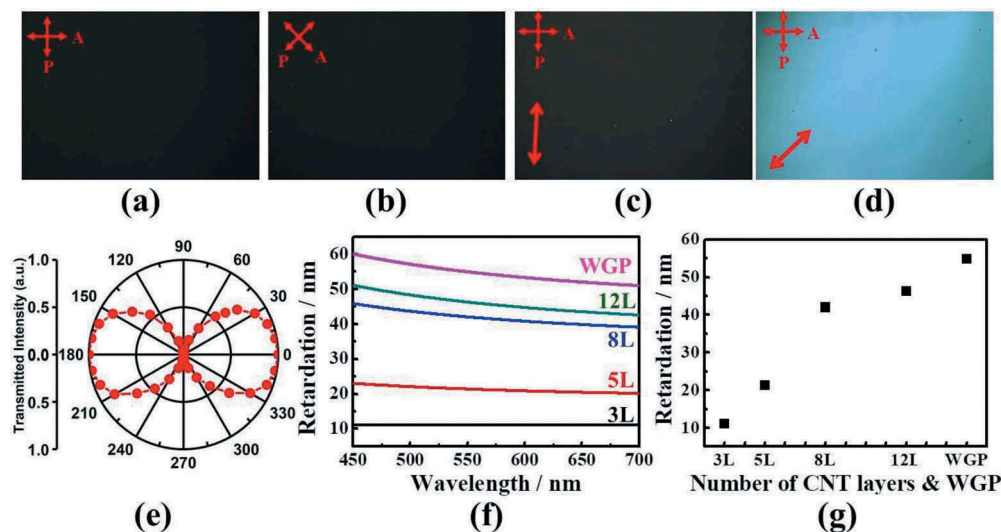 A
P
P
A
A
P
A
P
(a)
(b)
(c)
(d)
Transmitted Intensity (a.u.)
1.0
0.5
0.0
0.5
1.0
90
120
60
150
30
180
0
210
330
240
300
270
(e)
Retardation / nm
60
50
40
30
20
10
WGP
12L
8L
5L
3L
450
500
550
600
650
700
Wavelength / nm
(f)
Retardation / nm
60
50
40
30
20
10
3L
5L
8L
12L
WGP
Number of CNT layers & WGP
(g)